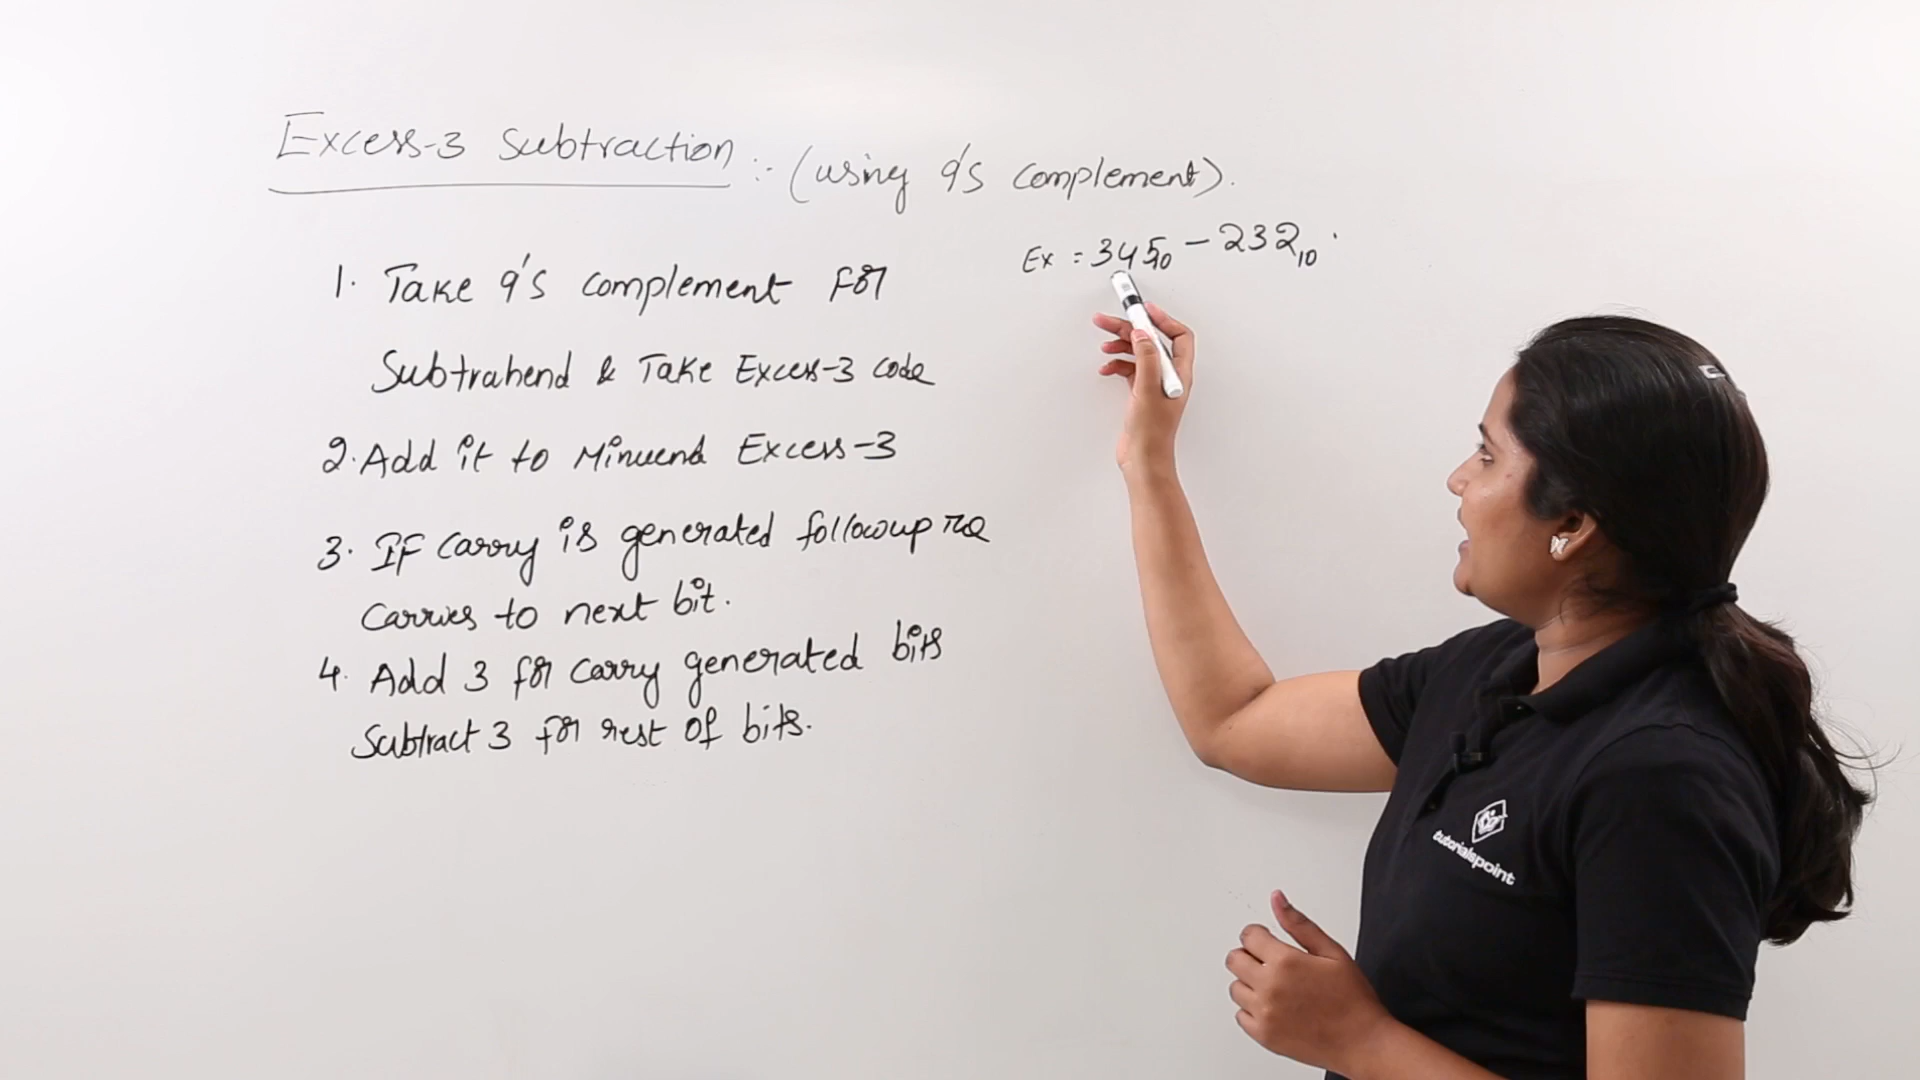 Excess-3 Subtraction :- (using 9's complement).
Ex = 345₁₀ - 232₁₀.
1. Take 9's complement for
Subtrahend & Take Excess-3 code
2. Add it to Minuend Excess-3
3. If carry is generated followup the
carries to next bit.
4. Add 3 for carry generated bits
Subtract 3 for rest of bits.
tutorialspoint